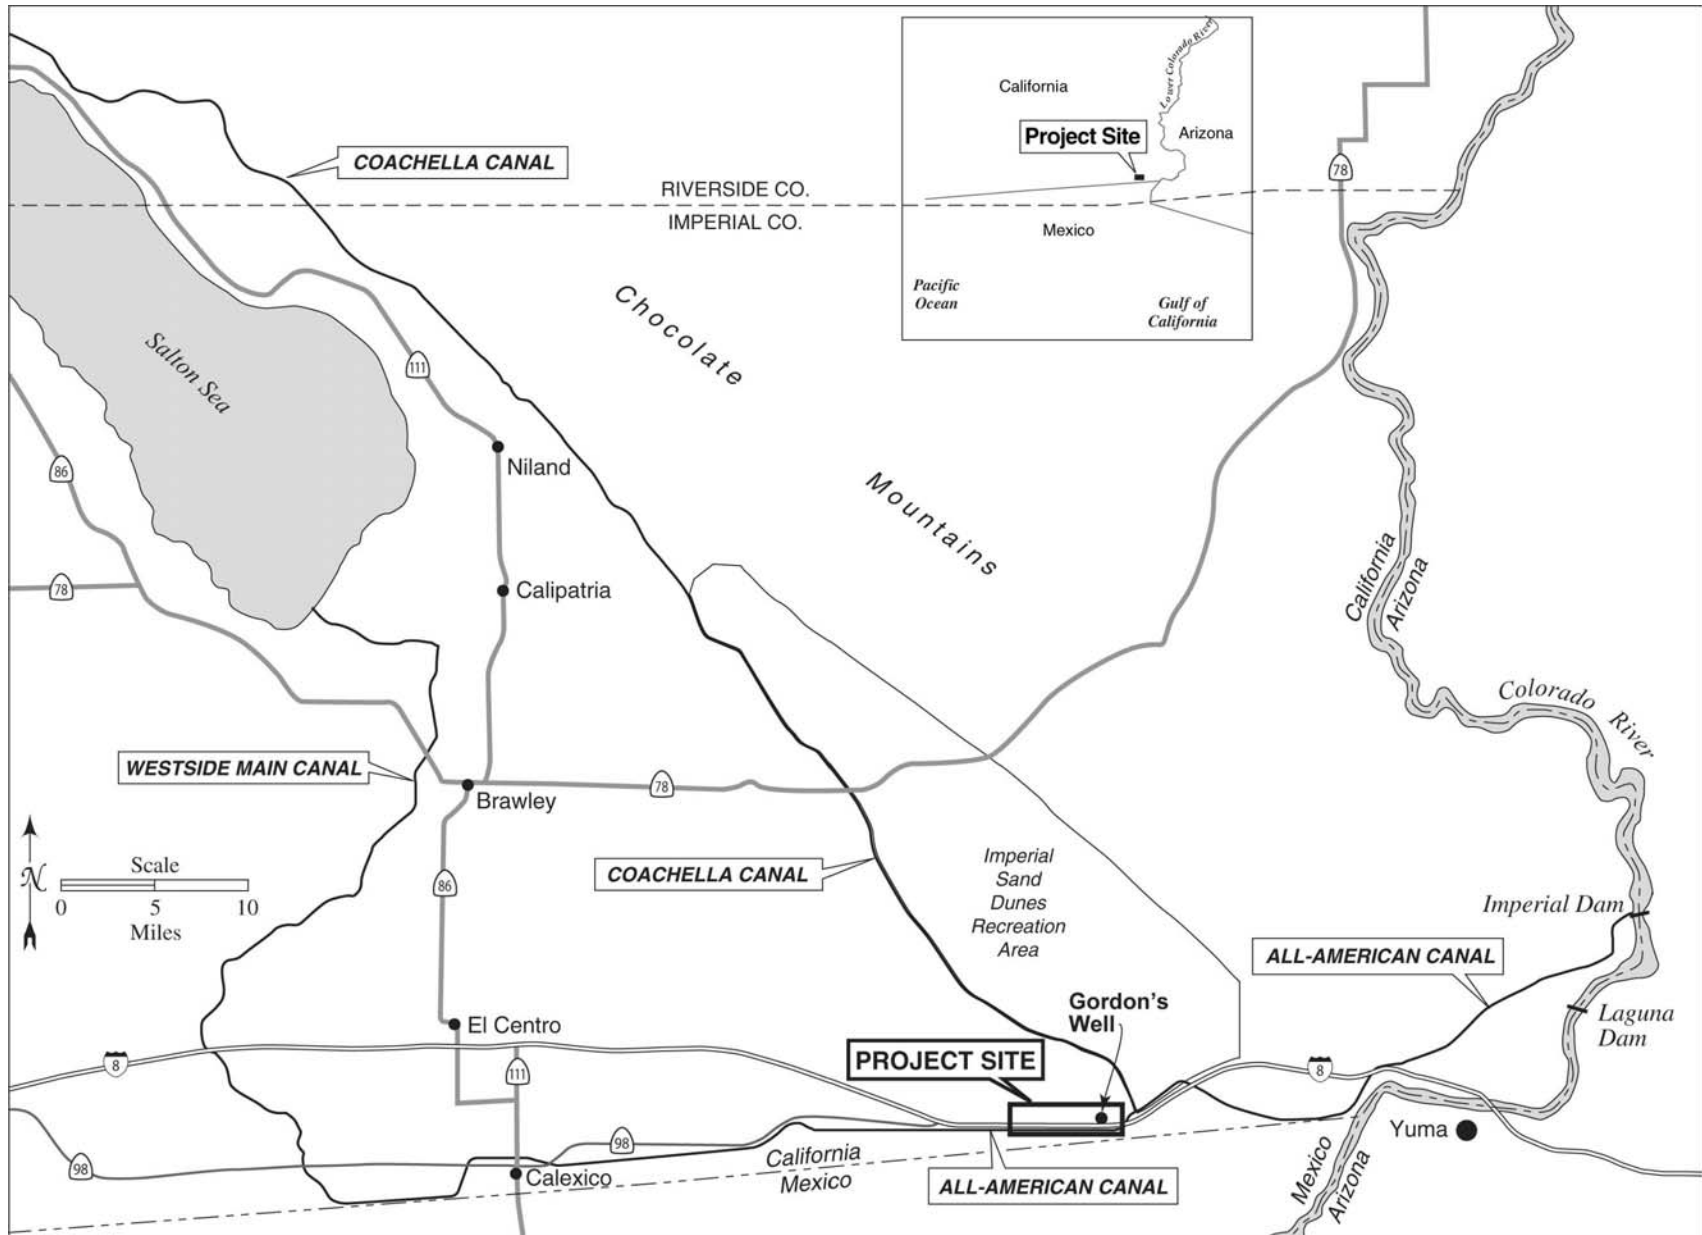 California
Lower Colorado River
Project Site
Arizona
Mexico
Pacific
Ocean
Gulf of
California
COACHELLA CANAL
RIVERSIDE CO.
IMPERIAL CO.
78
Chocolate
Mountains
Salton Sea
111
Niland
86
78
Calipatria
California
Arizona
Colorado River
WESTSIDE MAIN CANAL
Brawley
78
COACHELLA CANAL
Imperial
Sand
Dunes
Recreation
Area
N
Scale
0 5 10
Miles
86
Imperial Dam
ALL-AMERICAN CANAL
Laguna
Dam
Gordon's
Well
El Centro
PROJECT SITE
8
111
8
98
98
Calexico
California
Mexico
ALL-AMERICAN CANAL
Yuma
Mexico
Arizona